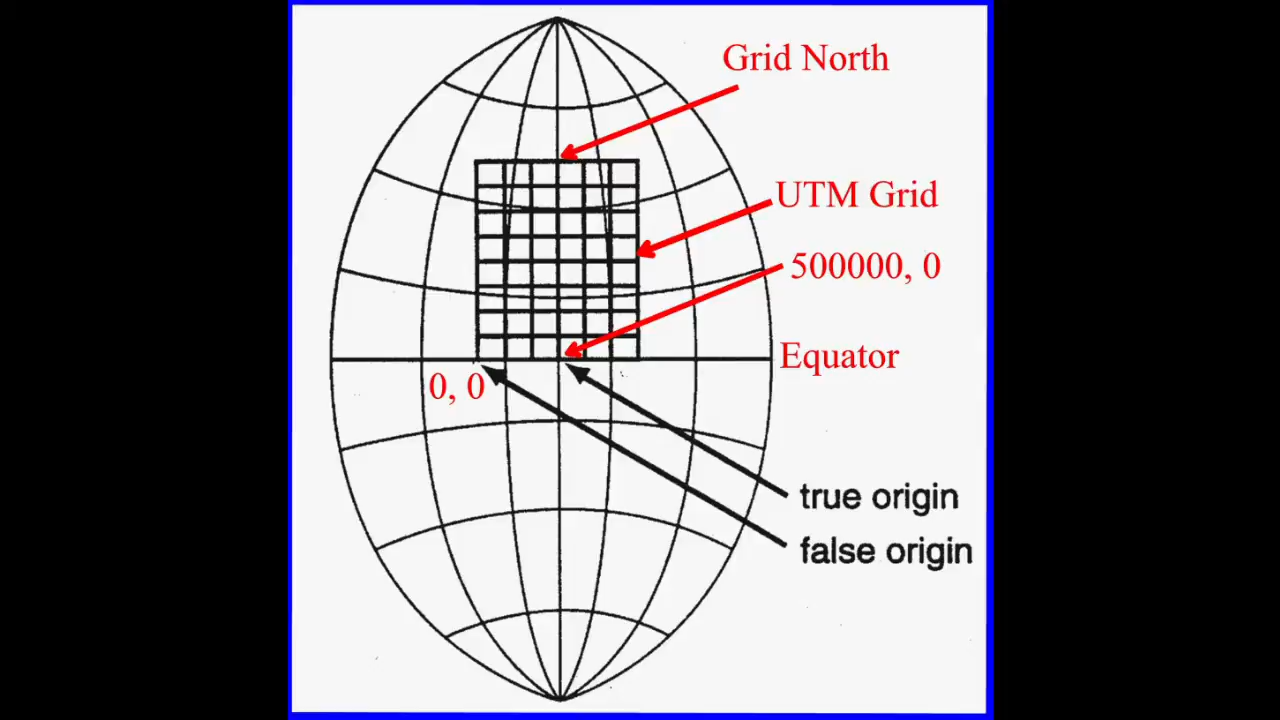 Grid North
UTM Grid
500000, 0
Equator
0, 0
true origin
false origin